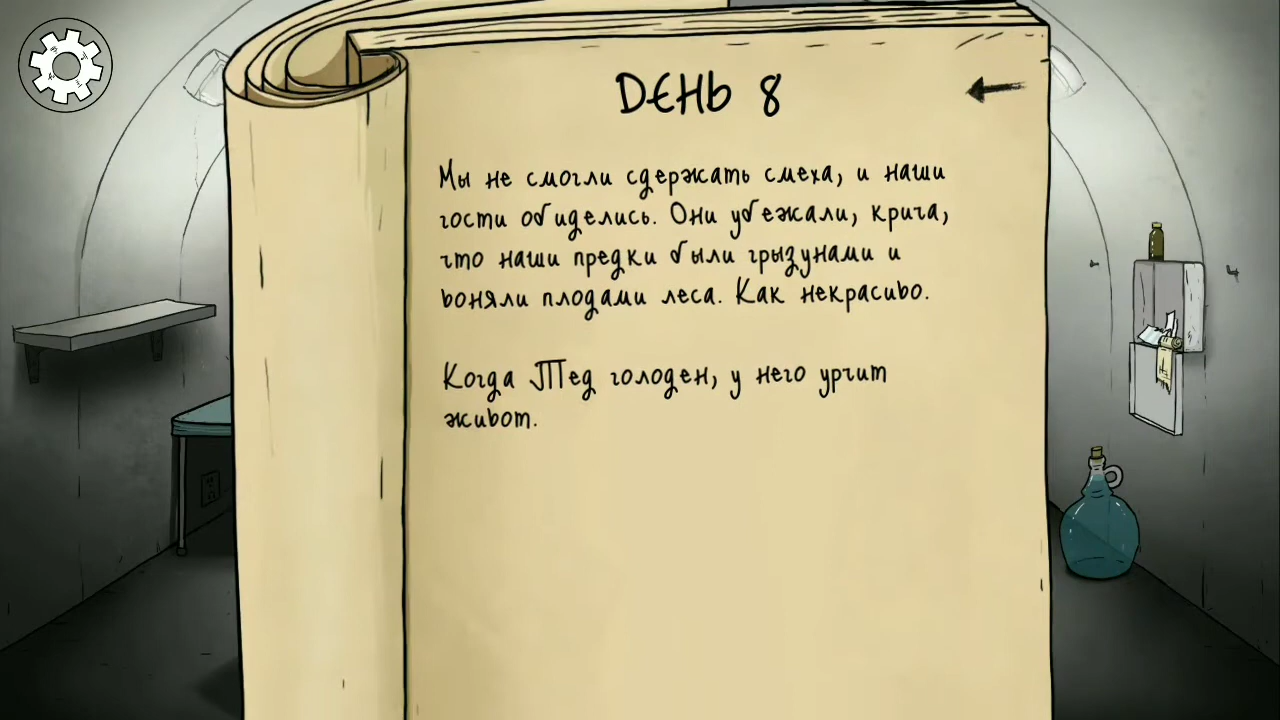 ДЕНЬ 8
Мы не смогли сдержать смеха, и наши
гости обиделись. Они убежали, крича,
что наши предки были грызунами и
воняли плодами леса. Как некрасиво.
Когда Тед голоден, у него урчит
живот.